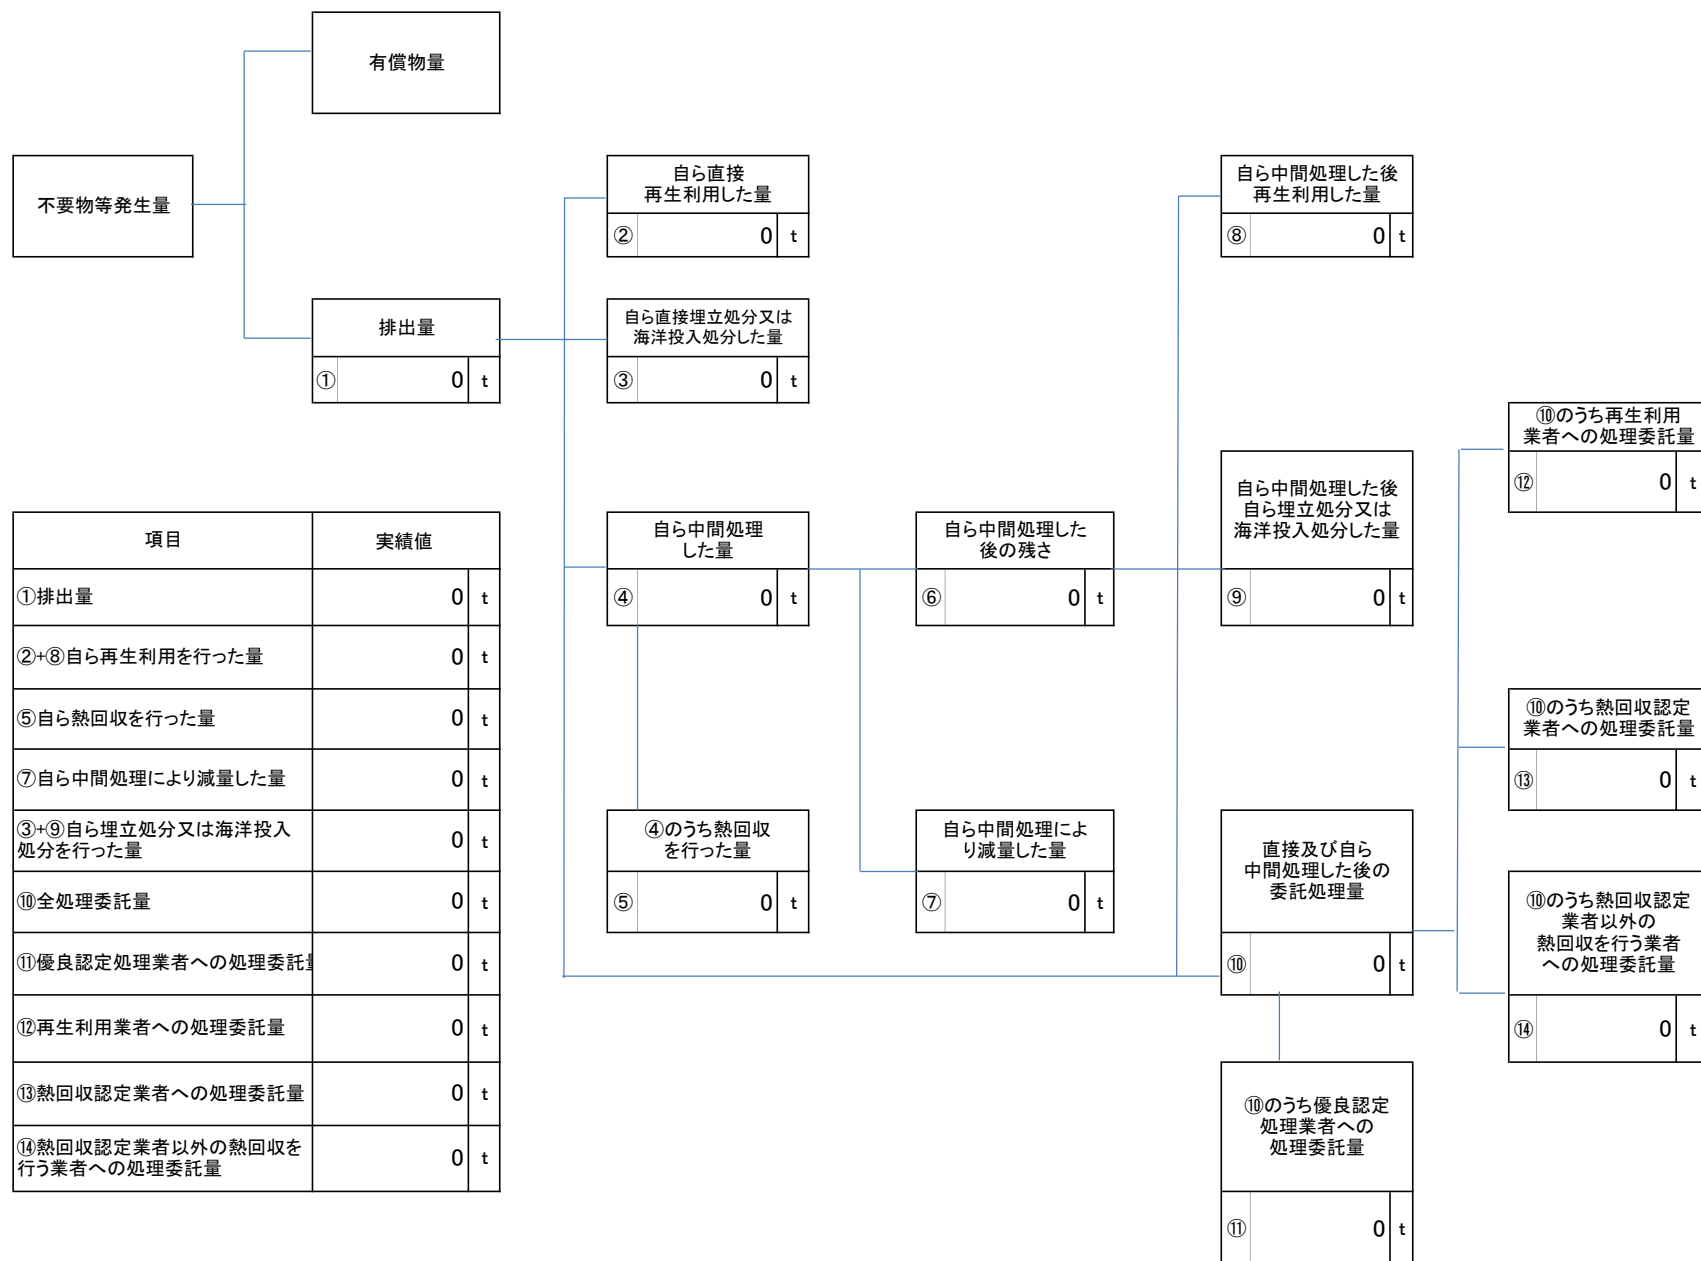 有償物量
不要物等発生量
排出量
① 0 t
自ら直接
再生利用した量
② 0 t
自ら直接埋立処分又は
海洋投入処分した量
③ 0 t
自ら中間処理
した量
④ 0 t
④のうち熱回収
を行った量
⑤ 0 t
自ら中間処理した
後の残さ
⑥ 0 t
自ら中間処理によ
り減量した量
⑦ 0 t
自ら中間処理した後
再生利用した量
⑧ 0 t
自ら中間処理した後
自ら埋立処分又は
海洋投入処分した量
⑨ 0 t
直接及び自ら
中間処理した後の
委託処理量
⑩ 0 t
⑩のうち優良認定
処理業者への
処理委託量
⑪ 0 t
⑩のうち再生利用
業者への処理委託量
⑫ 0 t
⑩のうち熱回収認定
業者への処理委託量
⑬ 0 t
⑩のうち熱回収認定
業者以外の
熱回収を行う業者
への処理委託量
⑭ 0 t
項目 実績値
①排出量 0 t
②+⑧自ら再生利用を行った量 0 t
⑤自ら熱回収を行った量 0 t
⑦自ら中間処理により減量した量 0 t
③+⑨自ら埋立処分又は海洋投入
処分を行った量 0 t
⑩全処理委託量 0 t
⑪優良認定処理業者への処理委託 0 t
⑫再生利用業者への処理委託量 0 t
⑬熱回収認定業者への処理委託量 0 t
⑭熱回収認定業者以外の熱回収を
行う業者への処理委託量 0 t